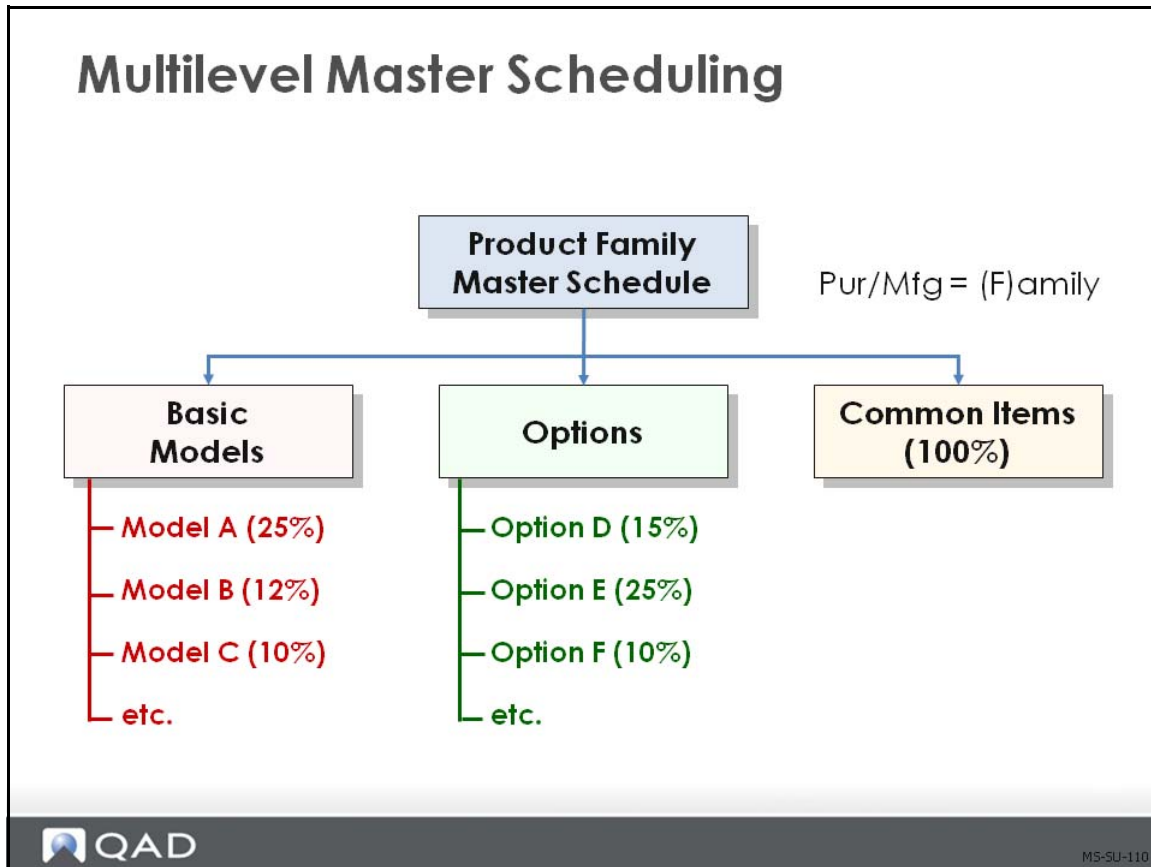 Multilevel Master Scheduling
Product Family
Master Schedule
Pur/Mfg = (F)amily
Basic
Models
Options
Common Items
(100%)
Model A (25%)
Model B (12%)
Model C (10%)
etc.
Option D (15%)
Option E (25%)
Option F (10%)
etc.
QAD
MS-SU-110